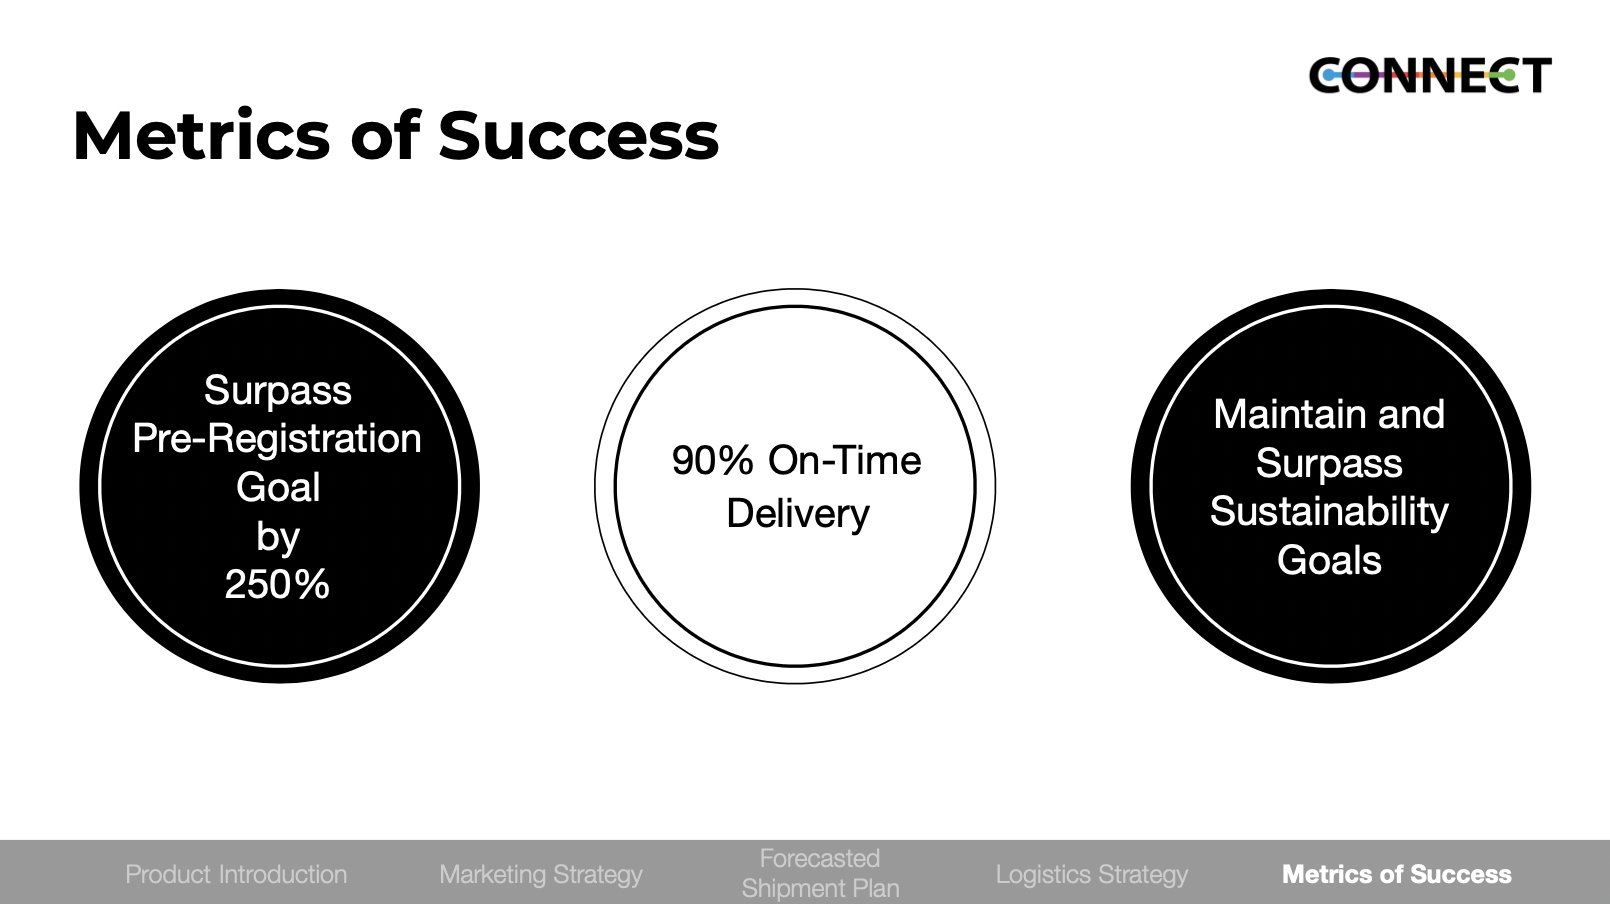 CONNECT
Metrics of Success
Surpass
Pre-Registration
Goal
by
250%
90% On-Time
Delivery
Maintain and
Surpass
Sustainability
Goals
Product Introduction
Marketing Strategy
Forecasted
Shipment Plan
Logistics Strategy
Metrics of Success